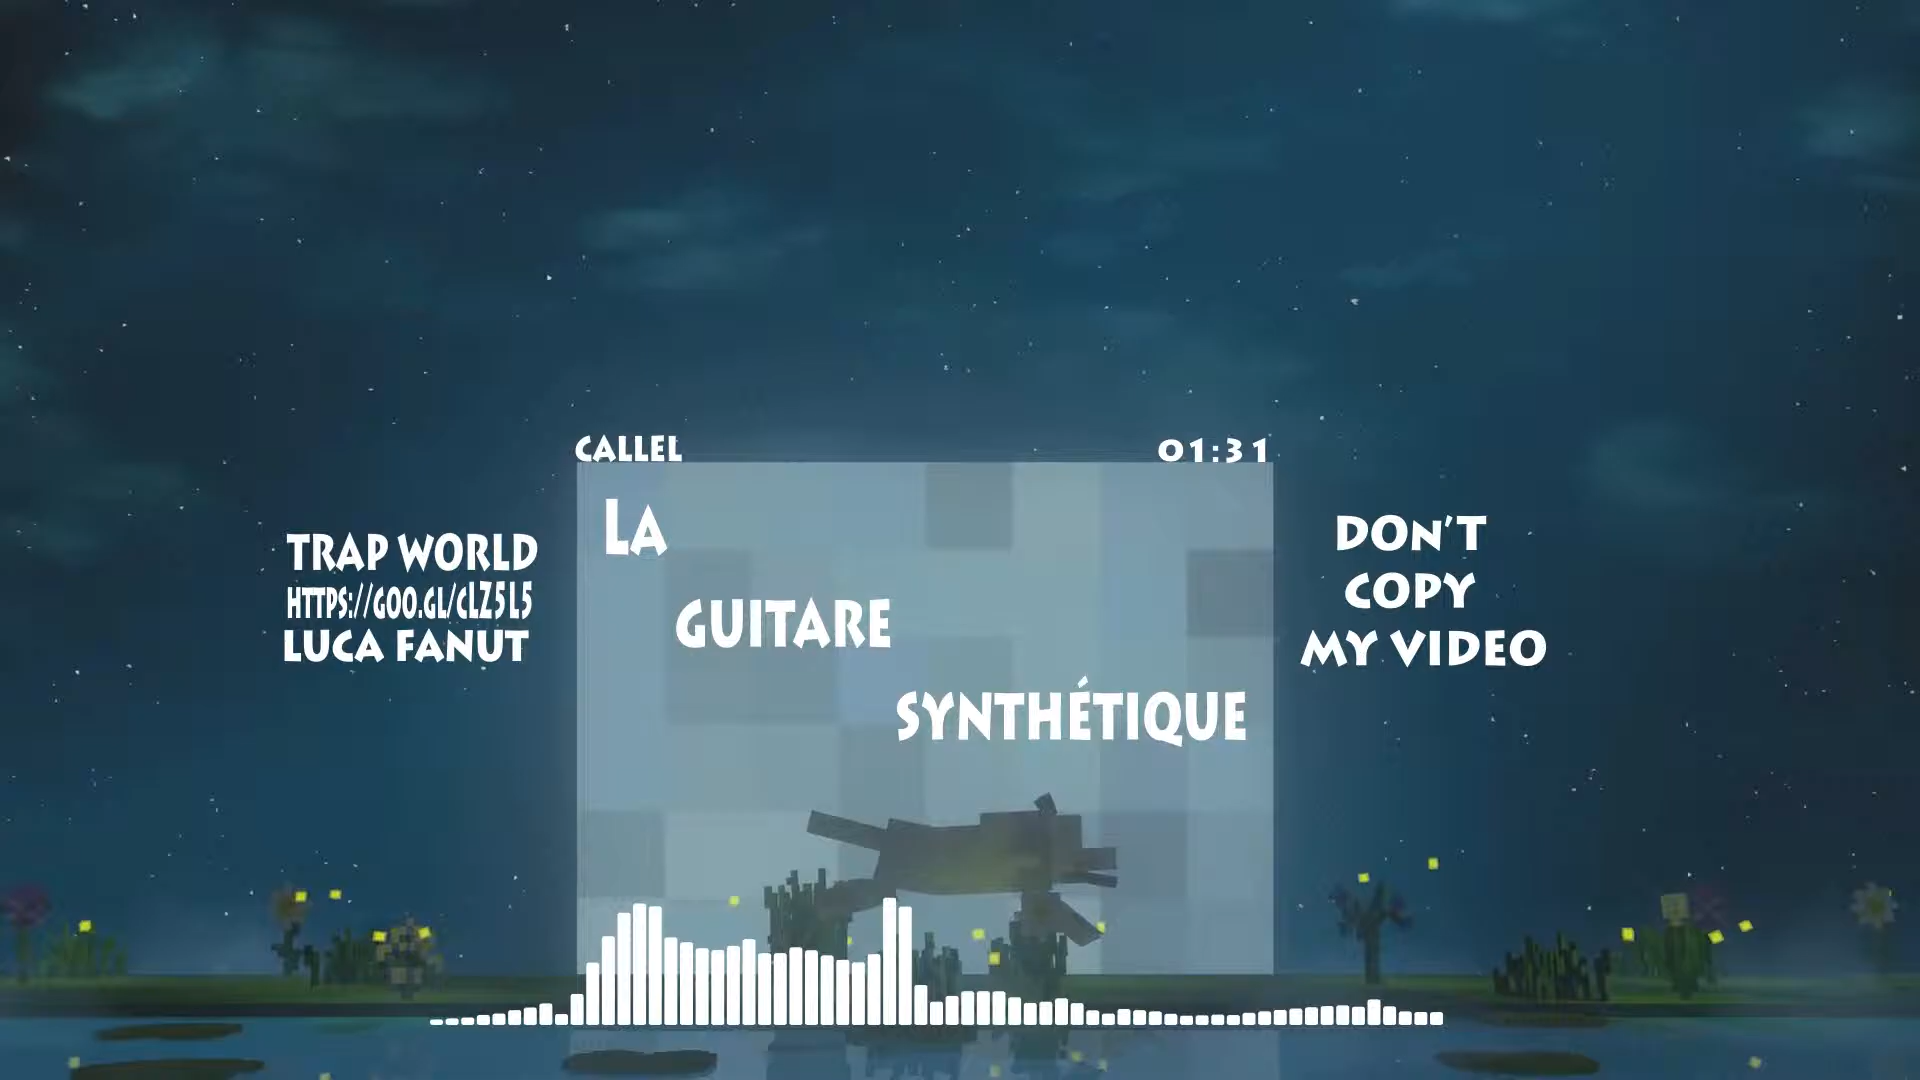 CALLEL
01:31
LA
GUITARE
SYNTHÉTIQUE
TRAP WORLD
HTTPS://GOO.GL/CLZ5L5
LUCA FANUT
DON'T
COPY
MY VIDEO